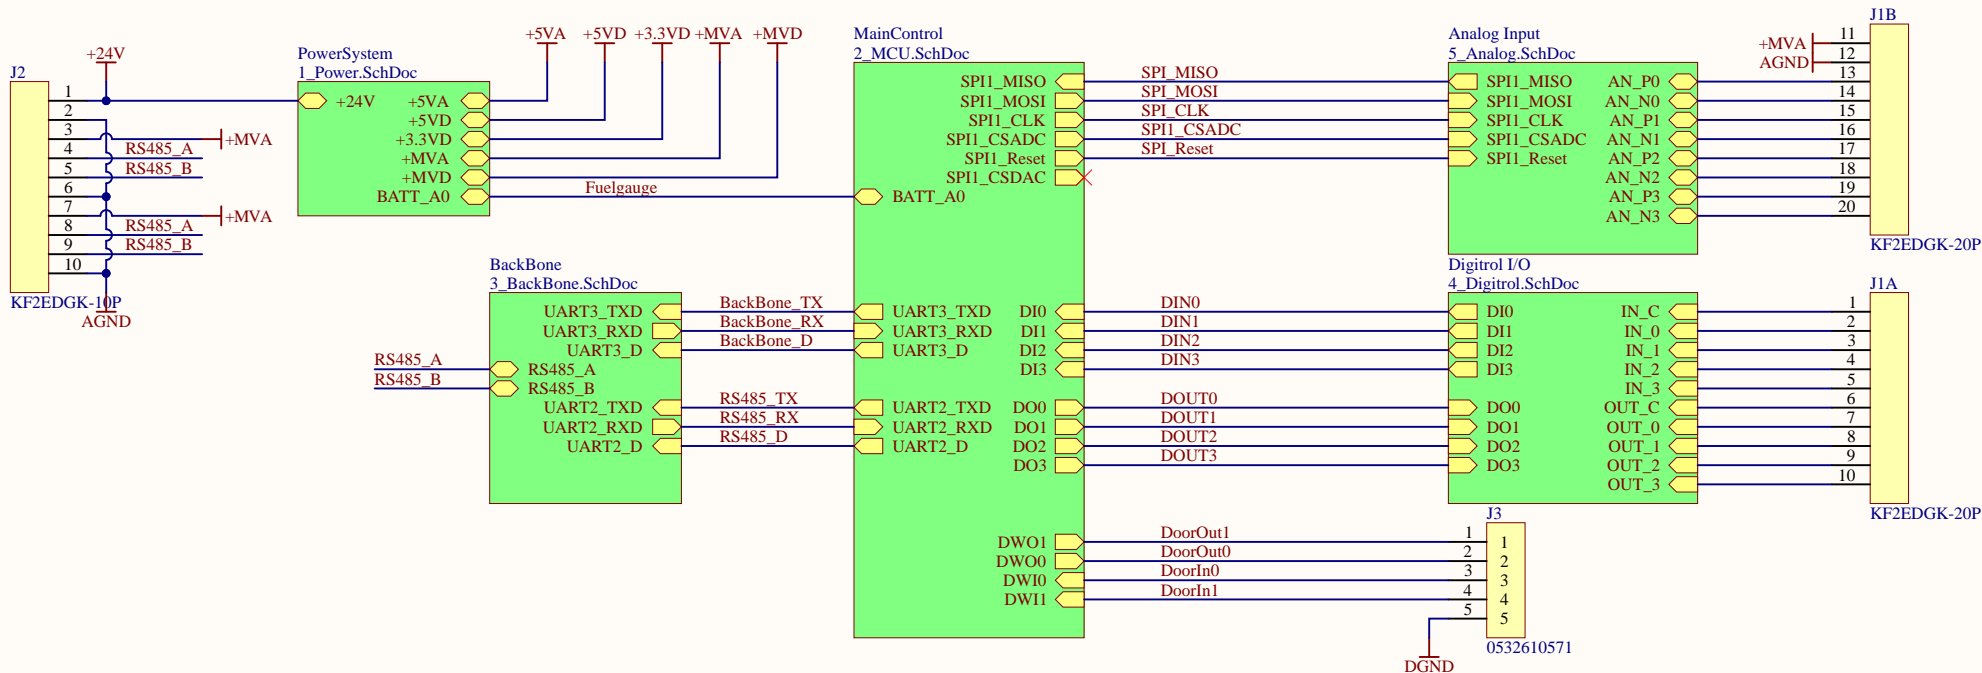 J2
+24V
1
2
3
4
5
6
7
8
9
10
+MVA
RS485_A
RS485_B
+MVA
RS485_A
RS485_B
KF2EDGK-10P
AGND
PowerSystem
1_Power.SchDoc
+24V
+5VA
+5VD
+3.3VD
+MVA
+MVD
BATT_A0
+5VA
+5VD
+3.3VD
+MVA
+MVD
Fuelgauge
BackBone
3_BackBone.SchDoc
UART3_TXD
UART3_RXD
UART3_D
RS485_A
RS485_B
UART2_TXD
UART2_RXD
UART2_D
RS485_A
RS485_B
BackBone_TX
BackBone_RX
BackBone_D
RS485_TX
RS485_RX
RS485_D
MainControl
2_MCU.SchDoc
SPI1_MISO
SPI1_MOSI
SPI1_CLK
SPI1_CSADC
SPI1_Reset
SPI1_CSDAC
BATT_A0
UART3_TXD
UART3_RXD
UART3_D
UART2_TXD
UART2_RXD
UART2_D
DI0
DI1
DI2
DI3
DO0
DO1
DO2
DO3
DWO1
DWO0
DWI0
DWI1
SPI_MISO
SPI_MOSI
SPI_CLK
SPI1_CSADC
SPI_Reset
DIN0
DIN1
DIN2
DIN3
DOUT0
DOUT1
DOUT2
DOUT3
DoorOut1
DoorOut0
DoorIn0
DoorIn1
Analog Input
5_Analog.SchDoc
SPI1_MISO
SPI1_MOSI
SPI1_CLK
SPI1_CSADC
SPI1_Reset
AN_P0
AN_N0
AN_P1
AN_N1
AN_P2
AN_N2
AN_P3
AN_N3
J1B
+MVA
AGND
11
12
13
14
15
16
17
18
19
20
KF2EDGK-20P
Digitrol I/O
4_Digitrol.SchDoc
DI0
DI1
DI2
DI3
DO0
DO1
DO2
DO3
IN_C
IN_0
IN_1
IN_2
IN_3
OUT_C
OUT_0
OUT_1
OUT_2
OUT_3
J1A
1
2
3
4
5
6
7
8
9
10
KF2EDGK-20P
J3
1
2
3
4
5
1
2
3
4
5
0532610571
DGND